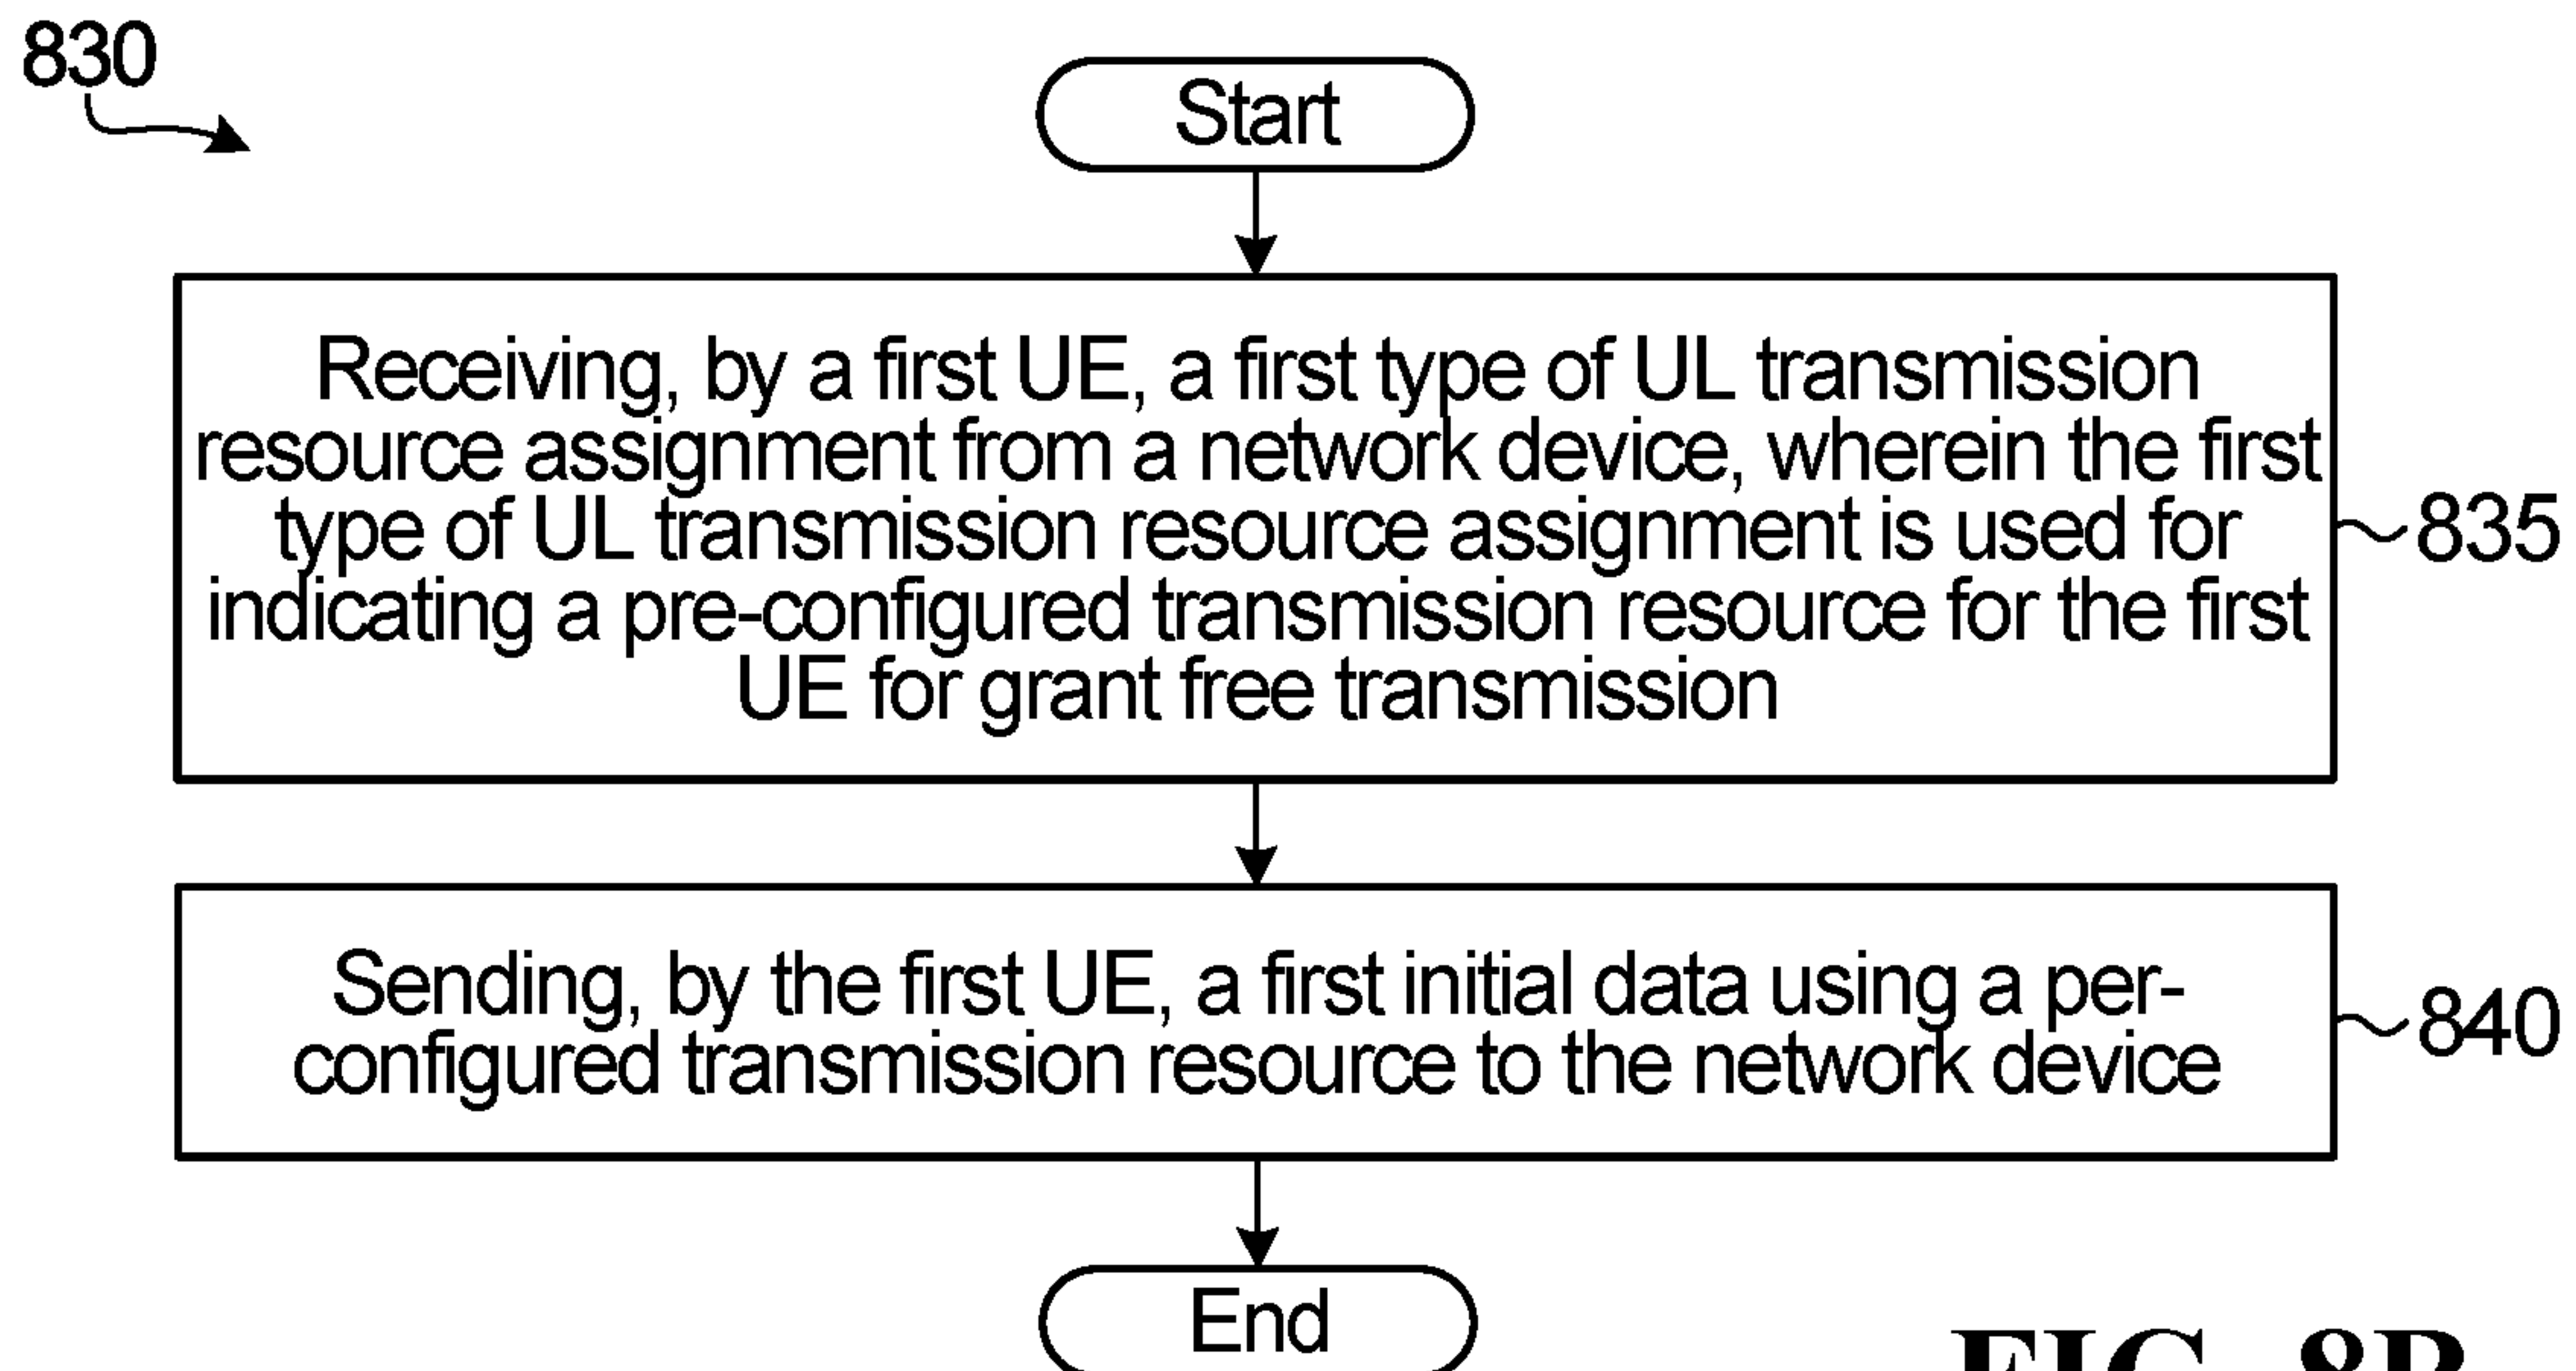 830
Start
Receiving, by a first UE, a first type of UL transmission
resource assignment from a network device, wherein the first
type of UL transmission resource assignment is used for
indicating a pre-configured transmission resource for the first
UE for grant free transmission
835
Sending, by the first UE, a first initial data using a per-
configured transmission resource to the network device
840
End
FIG. 8B